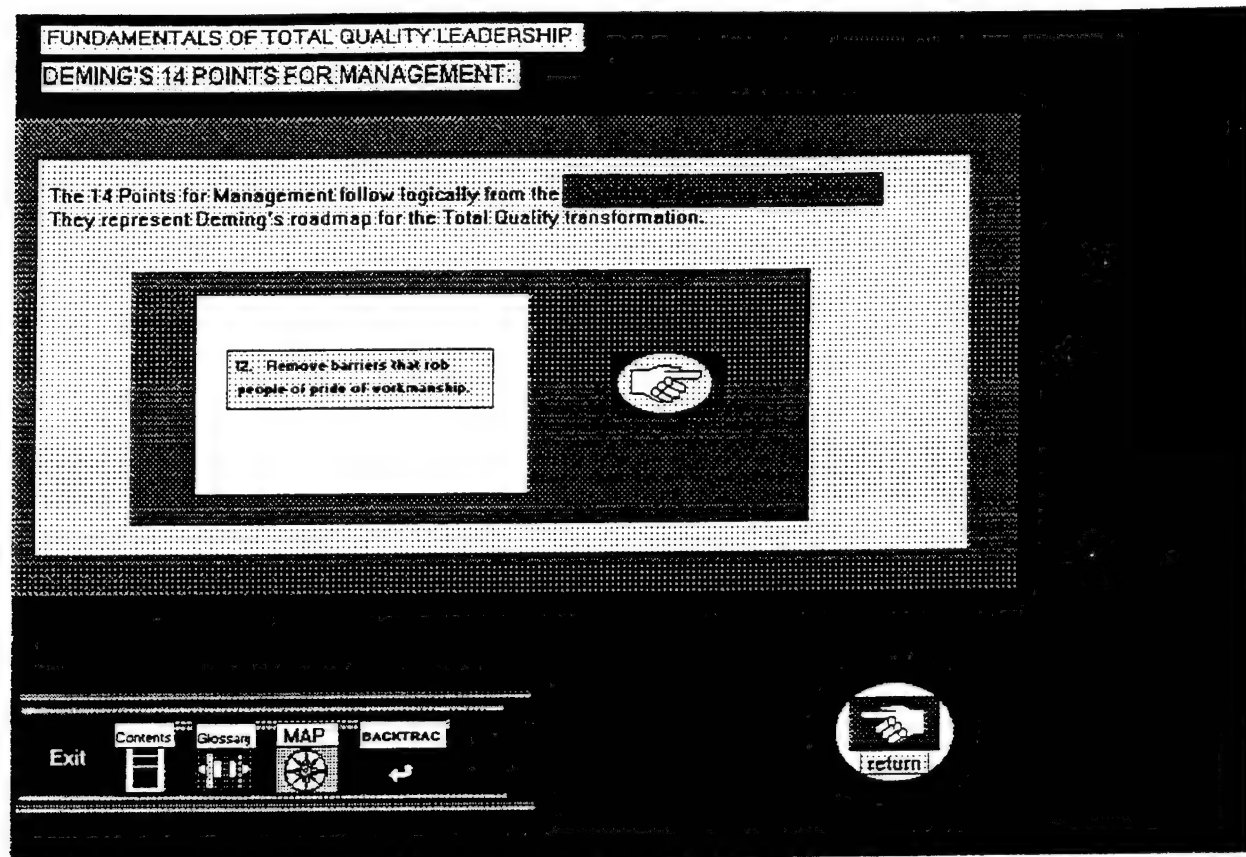 FUNDAMENTALS OF TOTAL QUALITY LEADERSHIP
DEMING'S 14 POINTS FOR MANAGEMENT:
The 14 Points for Management follow logically from the
They represent Deming's roadmap for the Total Quality transformation.
12. Remove barriers that rob
people of pride of workmanship.
Exit
Contents
Glossary
MAP
BACKTRAC
return